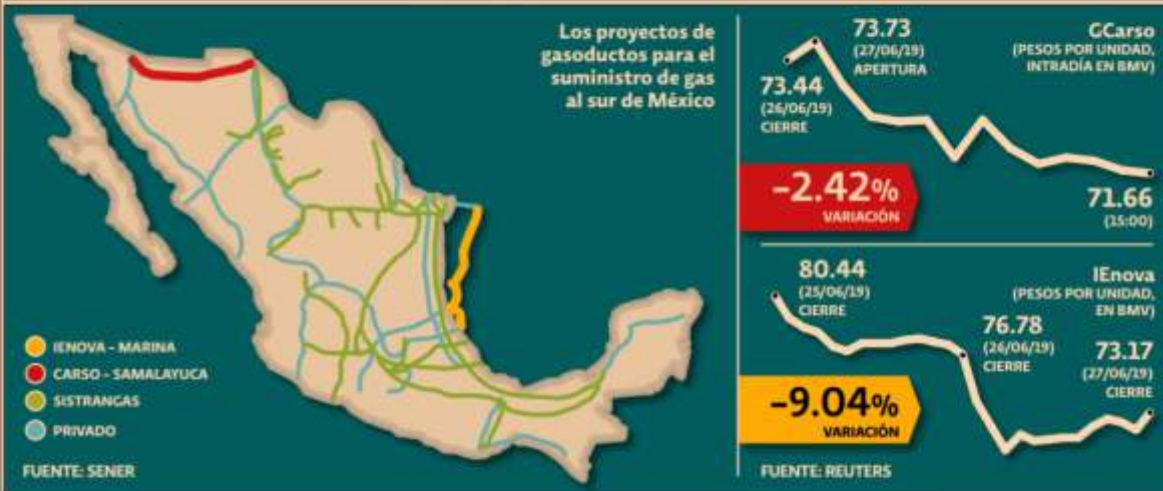 Los proyectos de
gasoductos para el
suministro de gas
al sur de México
IENOVA - MARINA
CARSO - SAMALAYUCA
SISTRANGAS
PRIVADO
FUENTE: SENER
GCarso
(PESOS POR UNIDAD,
INTRADÍA EN BMV)
73.73
(27/06/19)
APERTURA
73.44
(26/06/19)
CIERRE
-2.42%
VARIACIÓN
71.66
(15:00)
IEnova
(PESOS POR UNIDAD,
EN BMV)
80.44
(25/06/19)
CIERRE
76.78
(26/06/19)
CIERRE
73.17
(27/06/19)
CIERRE
-9.04%
VARIACIÓN
FUENTE: REUTERS